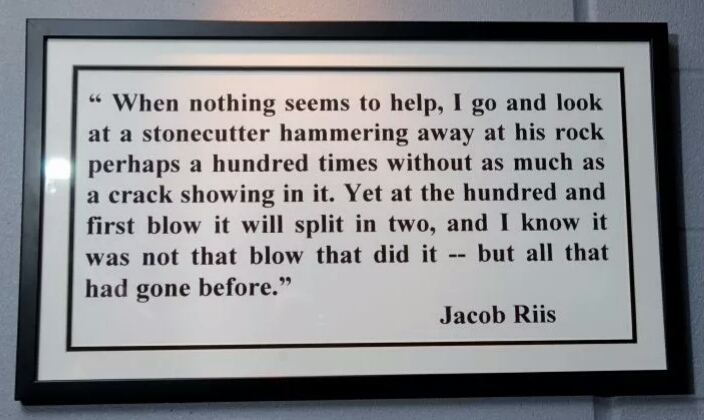 “ When nothing seems to help, I go and look
at a stonecutter hammering away at his rock
perhaps a hundred times without as much as
a crack showing in it. Yet at the hundred and
first blow it will split in two, and I know it
was not that blow that did it -- but all that
had gone before.”
Jacob Riis